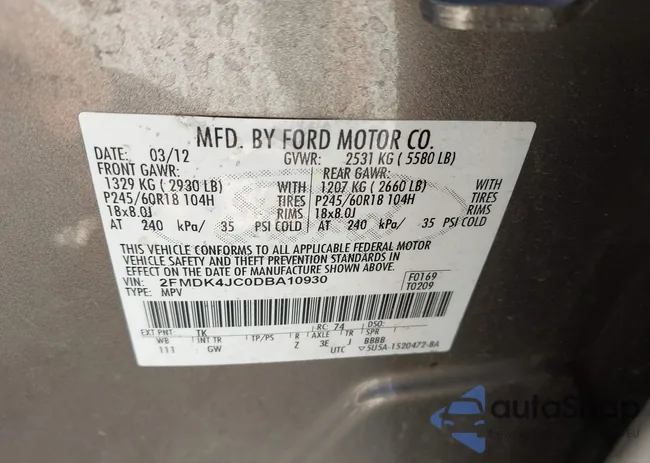 MFD. BY FORD MOTOR CO.
DATE: 03/12 GVWR: 2531 KG ( 5580 LB)
FRONT GAWR: REAR GAWR:
1329 KG ( 2930 LB) WITH 1207 KG ( 2660 LB) WITH
P245/60R18 104H TIRES P245/60R18 104H TIRES
18x8.0J RIMS 18x8.0J RIMS
AT 240 kPa/ 35 PSI COLD AT 240 kPa/ 35 PSI COLD
THIS VEHICLE CONFORMS TO ALL APPLICABLE FEDERAL MOTOR
VEHICLE SAFETY AND THEFT PREVENTION STANDARDS IN
EFFECT ON THE DATE OF MANUFACTURE SHOWN ABOVE.
VIN: 2FMDK4JC0DBA10930 F0169
TYPE: MPV T0209
EXT PNT: TK RC: 74 DSO:
WB INT TR TP/PS R AXLE TR SPR
111 GW Z 3E J BBBB
UTC ▽5U5A-1520472-BA
autoShop